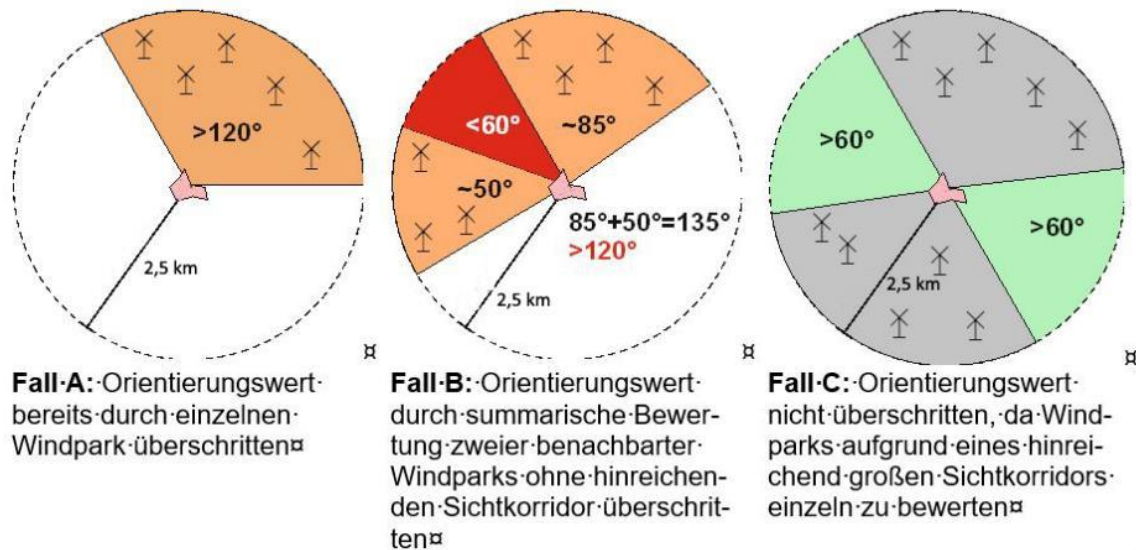 >120°
2,5 km
¤
Fall·A:·Orientierungswert·
bereits·durch·einzelnen·
Windpark·überschritten¤
<60°
~85°
~50°
85°+50°=135°
>120°
2,5 km
¤
Fall·B:·Orientierungswert·
durch·summarische·Bewer-
tung·zweier·benachbarter·
Windparks·ohne·hinreichen-
den·Sichtkorridor·überschrit-
ten¤
>60°
>60°
2,5 km
¤
Fall·C:·Orientierungswert·
nicht·überschritten,·da·Wind-
parks·aufgrund·eines·hinrei-
chend·großen·Sichtkorridors·
einzeln·zu·bewerten¤